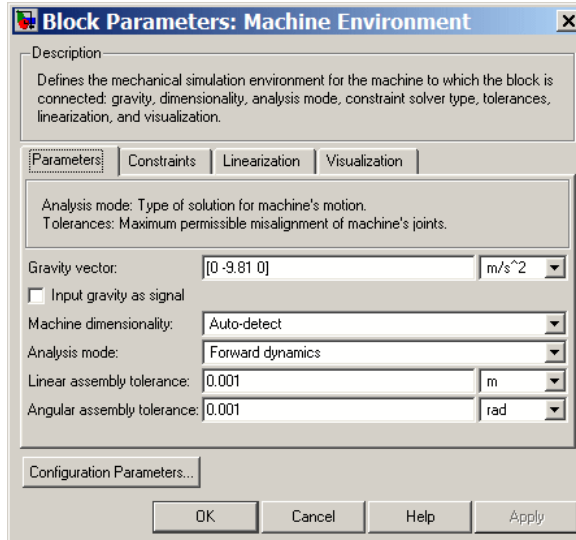 Block Parameters: Machine Environment
Description
Defines the mechanical simulation environment for the machine to which the block is
connected: gravity, dimensionality, analysis mode, constraint solver type, tolerances,
linearization, and visualization.
Parameters Constraints Linearization Visualization
Analysis mode: Type of solution for machine's motion.
Tolerances: Maximum permissible misalignment of machine's joints.
Gravity vector: [0 -9.81 0] m/s^2
Input gravity as signal
Machine dimensionality: Auto-detect
Analysis mode: Forward dynamics
Linear assembly tolerance: 0.001 m
Angular assembly tolerance: 0.001 rad
Configuration Parameters...
OK Cancel Help Apply